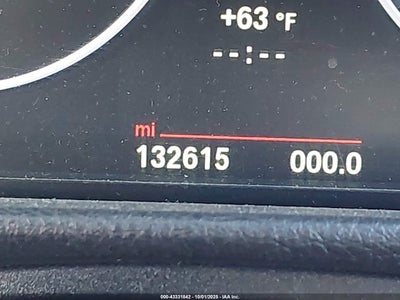 +63 °F
--:--
mi
132615 000.0
000-43331842 - 10/01/2025 - IAA Inc.